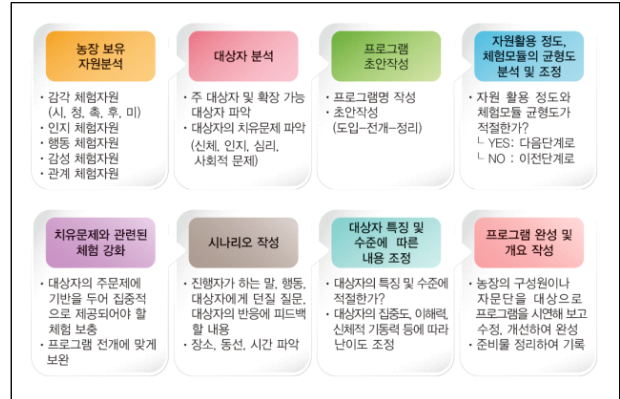 농장 보유
자원분석
· 감각 체험자원
(시, 청, 촉, 후, 미)
· 인지 체험자원
· 행동 체험자원
· 감성 체험자원
· 관계 체험자원
대상자 분석
· 주 대상자 및 확장 가능
대상자 파악
· 대상자의 치유문제 파악
(신체, 인지, 심리,
사회적 문제)
프로그램
초안작성
· 프로그램명 작성
· 초안작성
(도입-전개-정리)
자원활용 정도,
체험모듈의 균형도
분석 및 조정
· 자원 활용 정도와
체험모듈 균형도가
적절한가?
└ YES: 다음단계로
└ NO : 이전단계로
치유문제와 관련된
체험 강화
· 대상자의 주문제에
기반을 두어 집중적
으로 제공되어야 할
체험 보충
· 프로그램 전개에 맞게
보완
시나리오 작성
· 진행자가 하는 말, 행동,
대상자에게 던질 질문,
대상자의 반응에 피드백
할 내용
· 장소, 동선, 시간 파악
대상자 특징 및
수준에 따른
내용 조정
· 대상자의 특징 및 수준에
적절한가?
· 대상자의 집중도, 이해력,
신체적 기동력 등에 따라
난이도 조정
프로그램 완성 및
개요 작성
· 농장의 구성원이나
자문단을 대상으로
프로그램을 시연해 보고
수정, 개선하여 완성
· 준비물 정리하여 기록